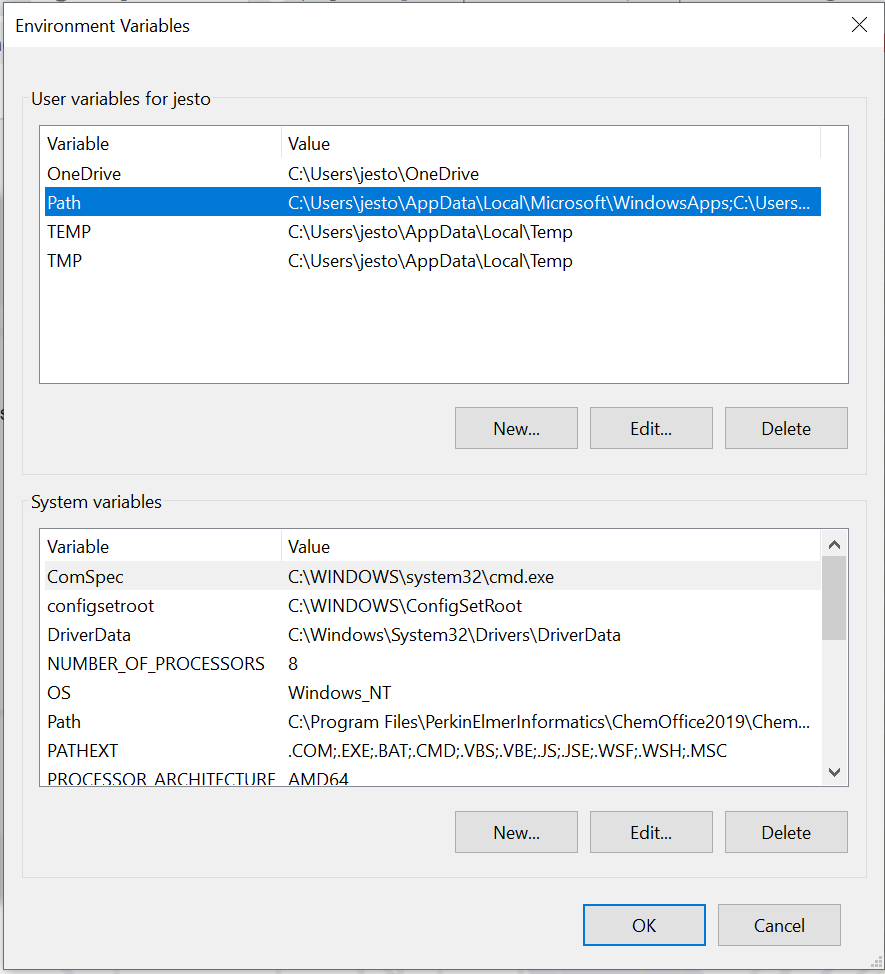 Environment Variables
User variables for jesto
Variable Value
OneDrive C:\Users\jesto\OneDrive
Path C:\Users\jesto\AppData\Local\Microsoft\WindowsApps;C:\Users...
TEMP C:\Users\jesto\AppData\Local\Temp
TMP C:\Users\jesto\AppData\Local\Temp
New... Edit... Delete
System variables
Variable Value
ComSpec C:\WINDOWS\system32\cmd.exe
configsetroot C:\WINDOWS\ConfigSetRoot
DriverData C:\Windows\System32\Drivers\DriverData
NUMBER_OF_PROCESSORS 8
OS Windows_NT
Path C:\Program Files\PerkinElmerInformatics\ChemOffice2019\Chem...
PATHEXT .COM;.EXE;.BAT;.CMD;.VBS;.VBE;.JS;.JSE;.WSF;.WSH;.MSC
PROCESSOR_ARCHITECTURE AMD64
New... Edit... Delete
OK Cancel